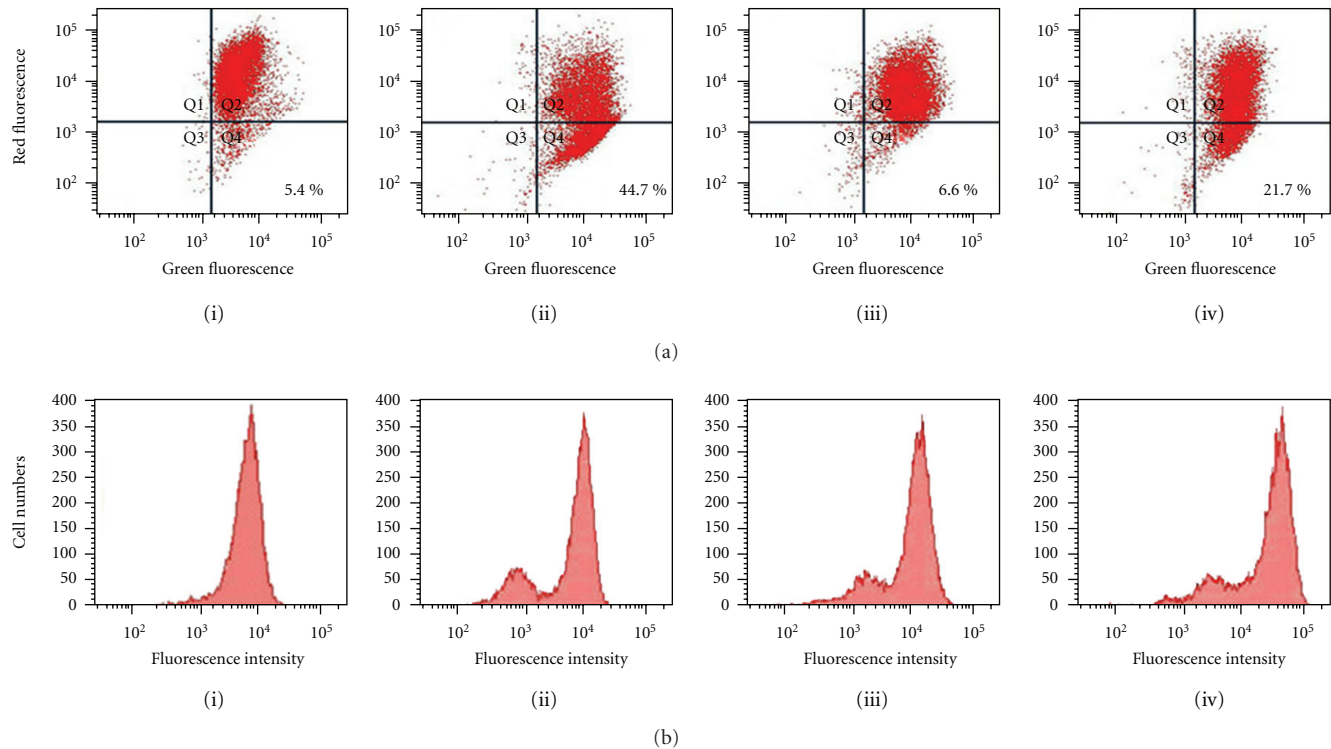 Red fluorescence
10⁵
10⁴
10³
10²
Q1 Q2
Q3 Q4
5.4 %
10² 10³ 10⁴ 10⁵
Green fluorescence
(i)
10⁵
10⁴
10³
10²
Q1 Q2
Q3 Q4
44.7 %
10² 10³ 10⁴ 10⁵
Green fluorescence
(ii)
10⁵
10⁴
10³
10²
Q1 Q2
Q3 Q4
6.6 %
10² 10³ 10⁴ 10⁵
Green fluorescence
(iii)
10⁵
10⁴
10³
10²
Q1 Q2
Q3 Q4
21.7 %
10² 10³ 10⁴ 10⁵
Green fluorescence
(iv)
(a)
Cell numbers
400
350
300
250
200
150
100
50
0
10² 10³ 10⁴ 10⁵
Fluorescence intensity
(i)
400
350
300
250
200
150
100
50
0
10² 10³ 10⁴ 10⁵
Fluorescence intensity
(ii)
400
350
300
250
200
150
100
50
0
10² 10³ 10⁴ 10⁵
Fluorescence intensity
(iii)
400
350
300
250
200
150
100
50
0
10² 10³ 10⁴ 10⁵
Fluorescence intensity
(iv)
(b)